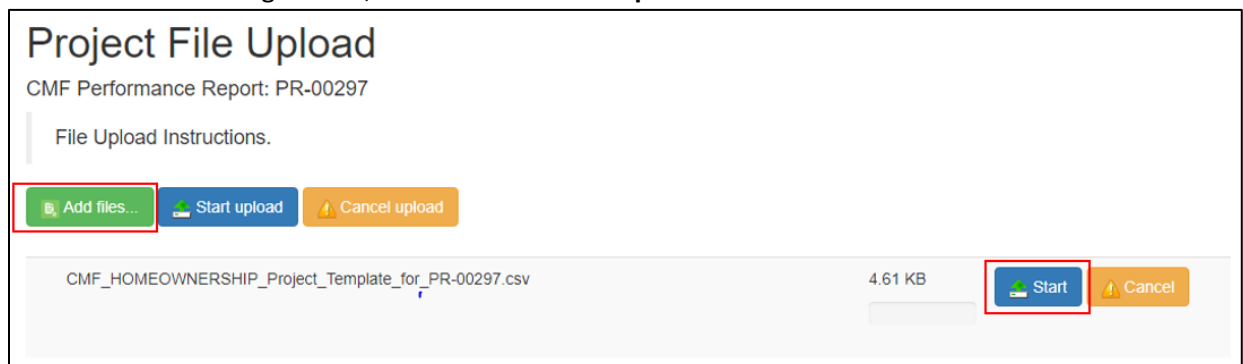 Project File Upload
CMF Performance Report: PR-00297
File Upload Instructions.
Add files... Start upload Cancel upload
CMF_HOMEOWNERSHIP_Project_Template_for_PR-00297.csv 4.61 KB Start Cancel